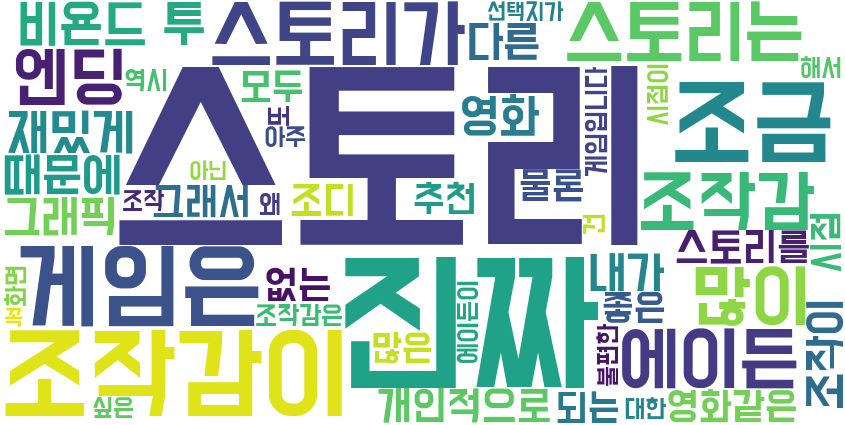 비욘드 투
스토리가
선택지가
다른
스토리는
엔딩
역시
모두
해서
시점이
재밌게
버
아주
영화
게임입니다
조금
스토리
때문에
아닌
조작
그래서
왜
조디
추천
물론
조작감
그래픽
건
시점
스토리를
게임은
없는
진짜
내가
좋은
많이
화면
조작감은
에이든이
조작감이
많은
불편한
에이든
조작이
싶은
개인적으로
되는
대한
영화같은